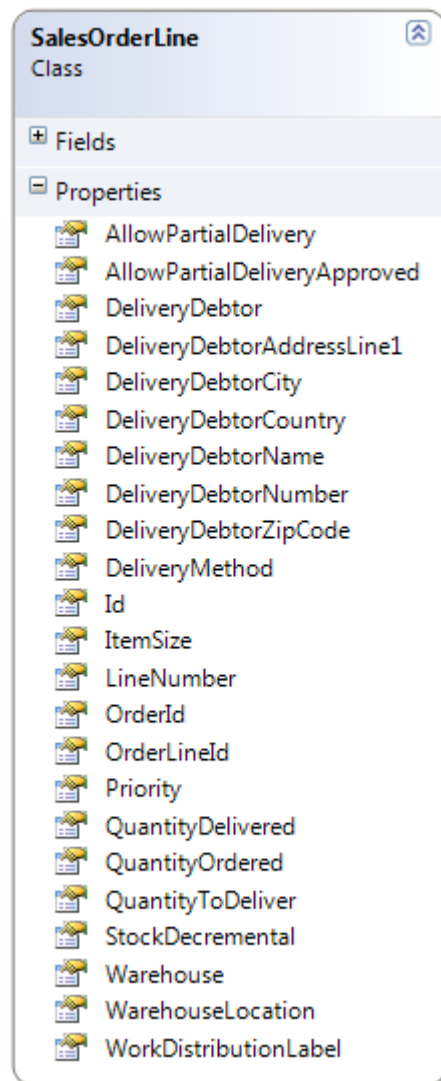 SalesOrderLine
Class
Fields
Properties
AllowPartialDelivery
AllowPartialDeliveryApproved
DeliveryDebtor
DeliveryDebtorAddressLine1
DeliveryDebtorCity
DeliveryDebtorCountry
DeliveryDebtorName
DeliveryDebtorNumber
DeliveryDebtorZipCode
DeliveryMethod
Id
ItemSize
LineNumber
OrderId
OrderLineId
Priority
QuantityDelivered
QuantityOrdered
QuantityToDeliver
StockDecremental
Warehouse
WarehouseLocation
WorkDistributionLabel